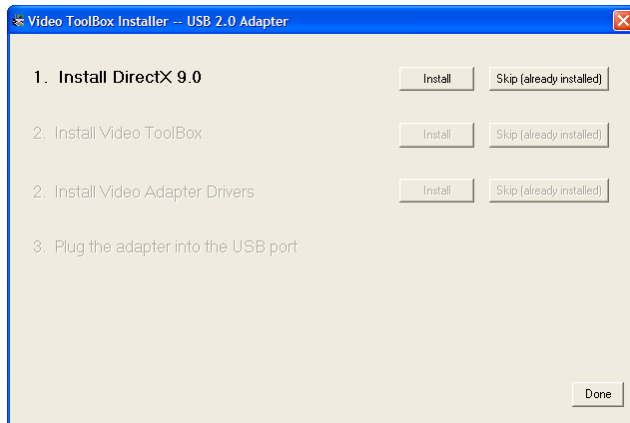 Video ToolBox Installer -- USB 2.0 Adapter
1. Install DirectX 9.0 Install Skip (already installed)
2. Install Video ToolBox Install Skip (already installed)
2. Install Video Adapter Drivers Install Skip (already installed)
3. Plug the adapter into the USB port
Done